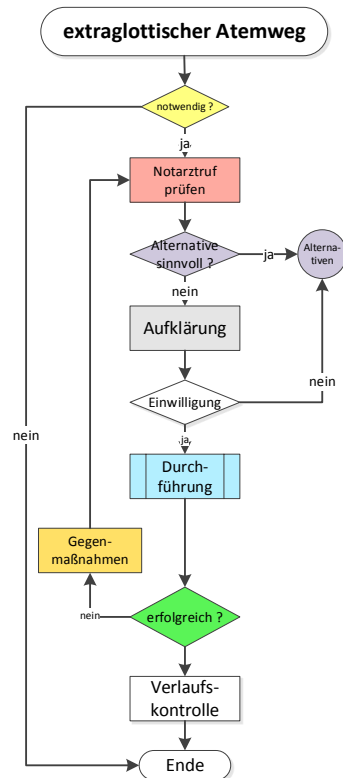 extraglottischer Atemweg
notwendig ?
ja
Notarztruf
prüfen
Alternative
sinnvoll ?
ja
Alterna-
tiven
nein
Aufklärung
Einwilligung
nein
ja
nein
Durch-
führung
Gegen-
maßnahmen
nein
erfolgreich ?
Verlaufs-
kontrolle
Ende